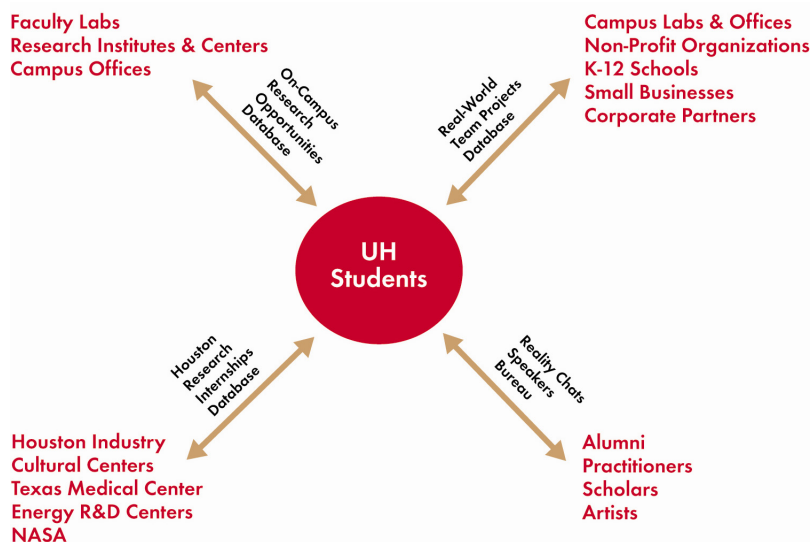 Faculty Labs
Research Institutes & Centers
Campus Offices
On-Campus
Research
Opportunities
Database
Campus Labs & Offices
Non-Profit Organizations
K-12 Schools
Small Businesses
Corporate Partners
Real-World
Team Projects
Database
UH
Students
Houston
Research
Internships
Database
Houston Industry
Cultural Centers
Texas Medical Center
Energy R&D Centers
NASA
Reality Chats
Speakers
Bureau
Alumni
Practitioners
Scholars
Artists